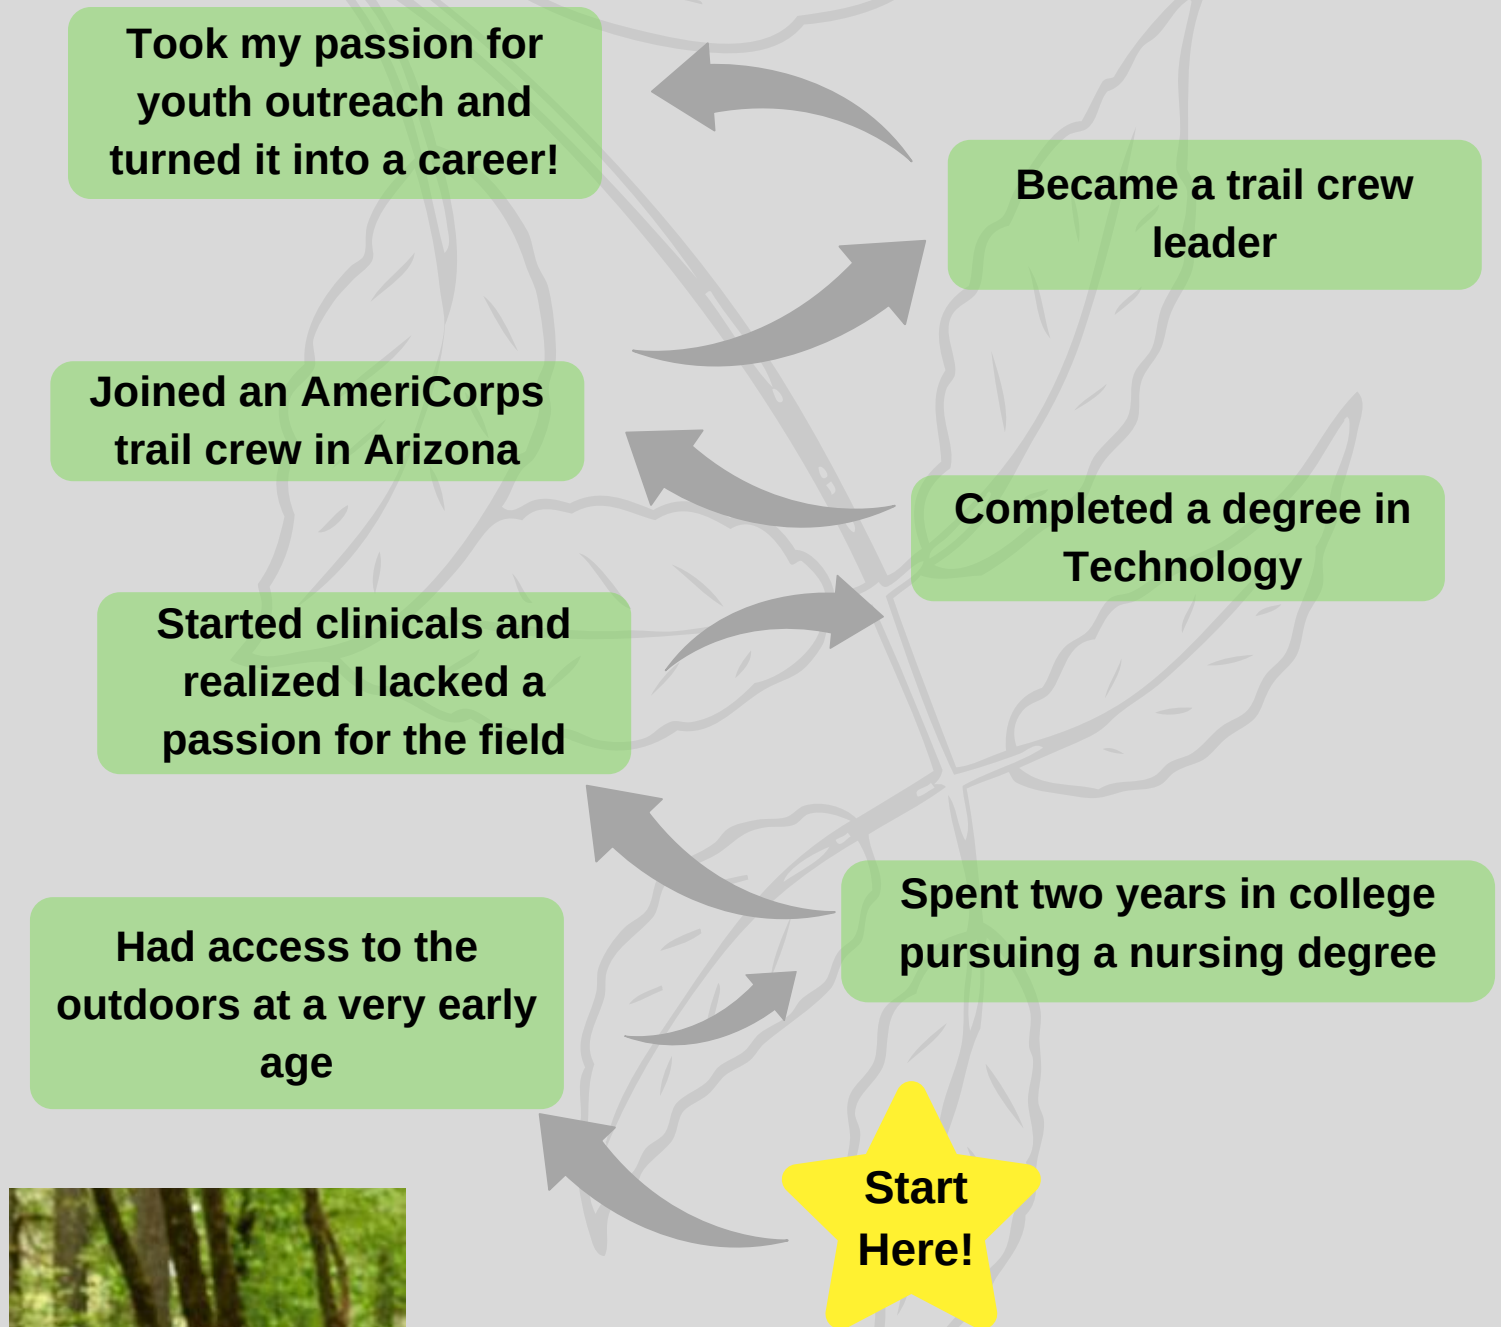 Took my passion for
youth outreach and
turned it into a career!
Became a trail crew
leader
Joined an AmeriCorps
trail crew in Arizona
Completed a degree in
Technology
Started clinicals and
realized I lacked a
passion for the field
Spent two years in college
pursuing a nursing degree
Had access to the
outdoors at a very early
age
Start
Here!